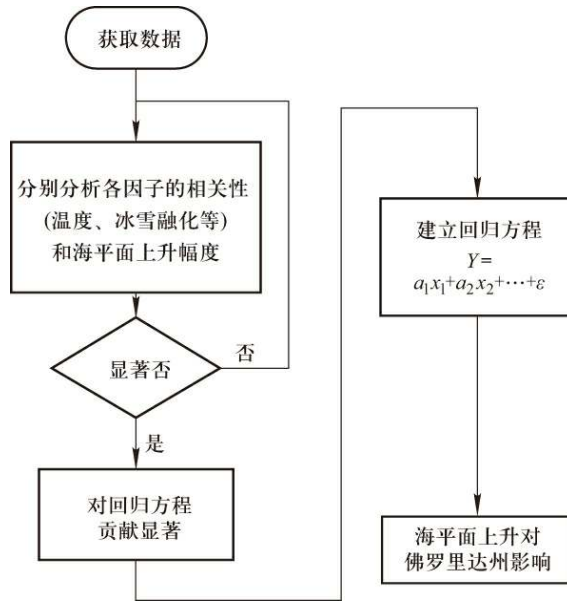 获取数据
分别分析各因子的相关性
(温度、冰雪融化等)
和海平面上升幅度
显著否
否
是
对回归方程
贡献显著
建立回归方程
Y=
a₁x₁+a₂x₂+⋯+ε
海平面上升对
佛罗里达州影响